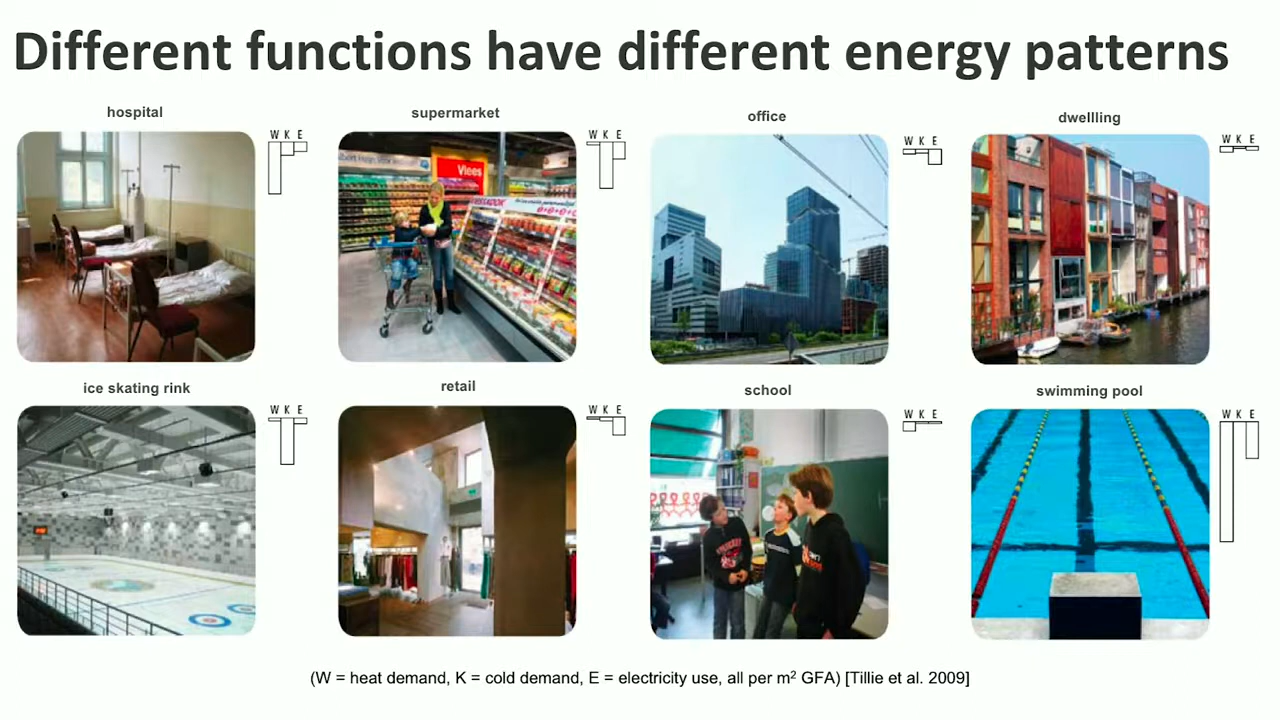 Different functions have different energy patterns
hospital
W K E
supermarket
W K E
Vlees
office
W K E
dwellling
W K E
ice skating rink
W K E
retail
W K E
school
W K E
swimming pool
W K E
(W = heat demand, K = cold demand, E = electricity use, all per m² GFA) [Tillie et al. 2009]